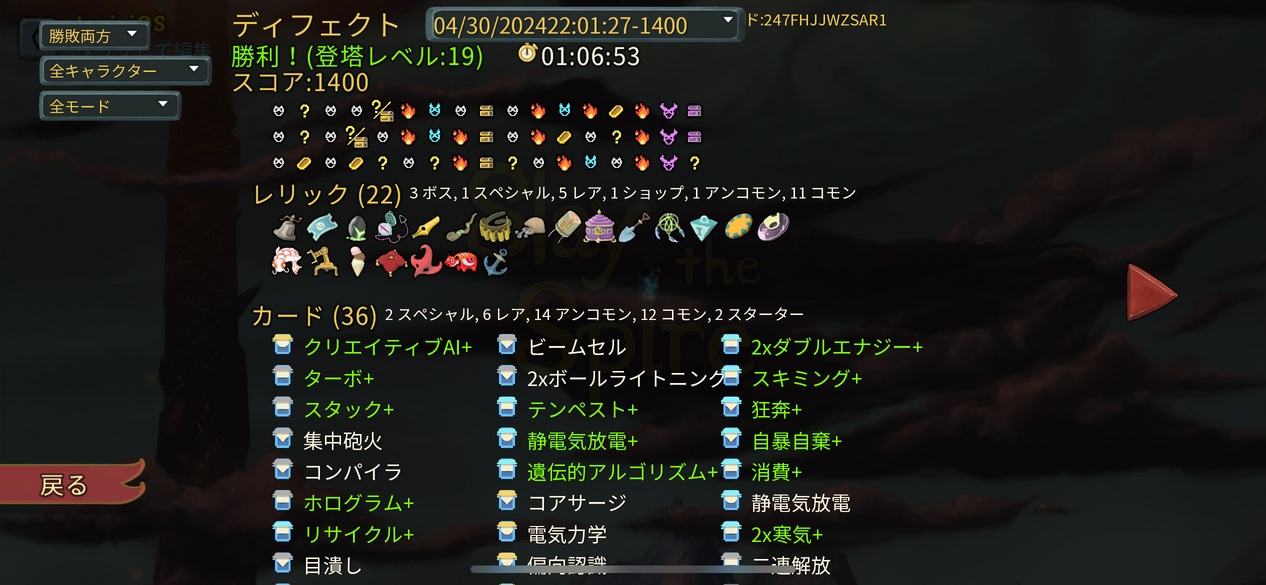 勝敗両方
全キャラクター
全モード
ディフェクト
04/30/202422:01:27-1400
ド:247FHJJWZSAR1
勝利！(登塔レベル:19)
01:06:53
スコア:1400
レリック (22) 3 ボス, 1 スペシャル, 5 レア, 1 ショップ, 1 アンコモン, 11 コモン
Slay the Spire
カード (36) 2 スペシャル, 6 レア, 14 アンコモン, 12 コモン, 2 スターター
クリエイティブAI+ ビームセル 2xダブルエナジー+
ターボ+ 2xボールライトニング スキミング+
スタック+ テンペスト+ 狂奔+
集中砲火 静電気放電+ 自暴自棄+
コンパイラ 遺伝的アルゴリズム+ 消費+
ホログラム+ コアサージ 静電気放電
リサイクル+ 電気力学 2x寒気+
目潰し 偏向認識 二連解放
戻る